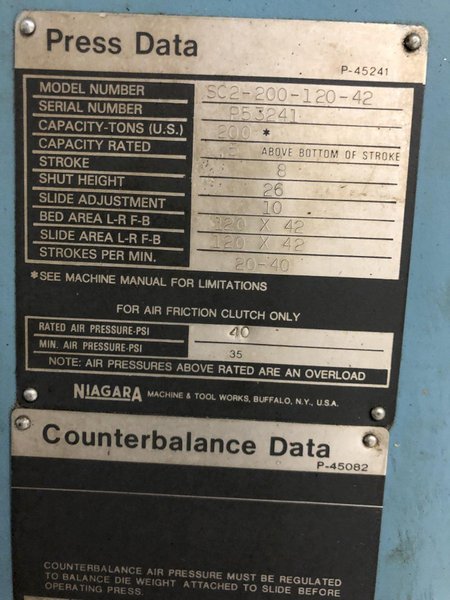 Press Data
P-45241
MODEL NUMBER SC2-200-120-42
SERIAL NUMBER P53241
CAPACITY-TONS (U.S.) 200 *
CAPACITY RATED ABOVE BOTTOM OF STROKE
STROKE 8
SHUT HEIGHT 26
SLIDE ADJUSTMENT 10
BED AREA L-R F-B 120 X 42
SLIDE AREA L-R F-B 120 X 42
STROKES PER MIN. 20-40
*SEE MACHINE MANUAL FOR LIMITATIONS
FOR AIR FRICTION CLUTCH ONLY
RATED AIR PRESSURE-PSI 40
MIN. AIR PRESSURE-PSI 35
NOTE: AIR PRESSURES ABOVE RATED ARE AN OVERLOAD
NIAGARA MACHINE & TOOL WORKS, BUFFALO, N.Y., U.S.A.
Counterbalance Data
P-45082
COUNTERBALANCE AIR PRESSURE MUST BE REGULATED
TO BALANCE DIE WEIGHT ATTACHED TO SLIDE BEFORE
OPERATING PRESS.